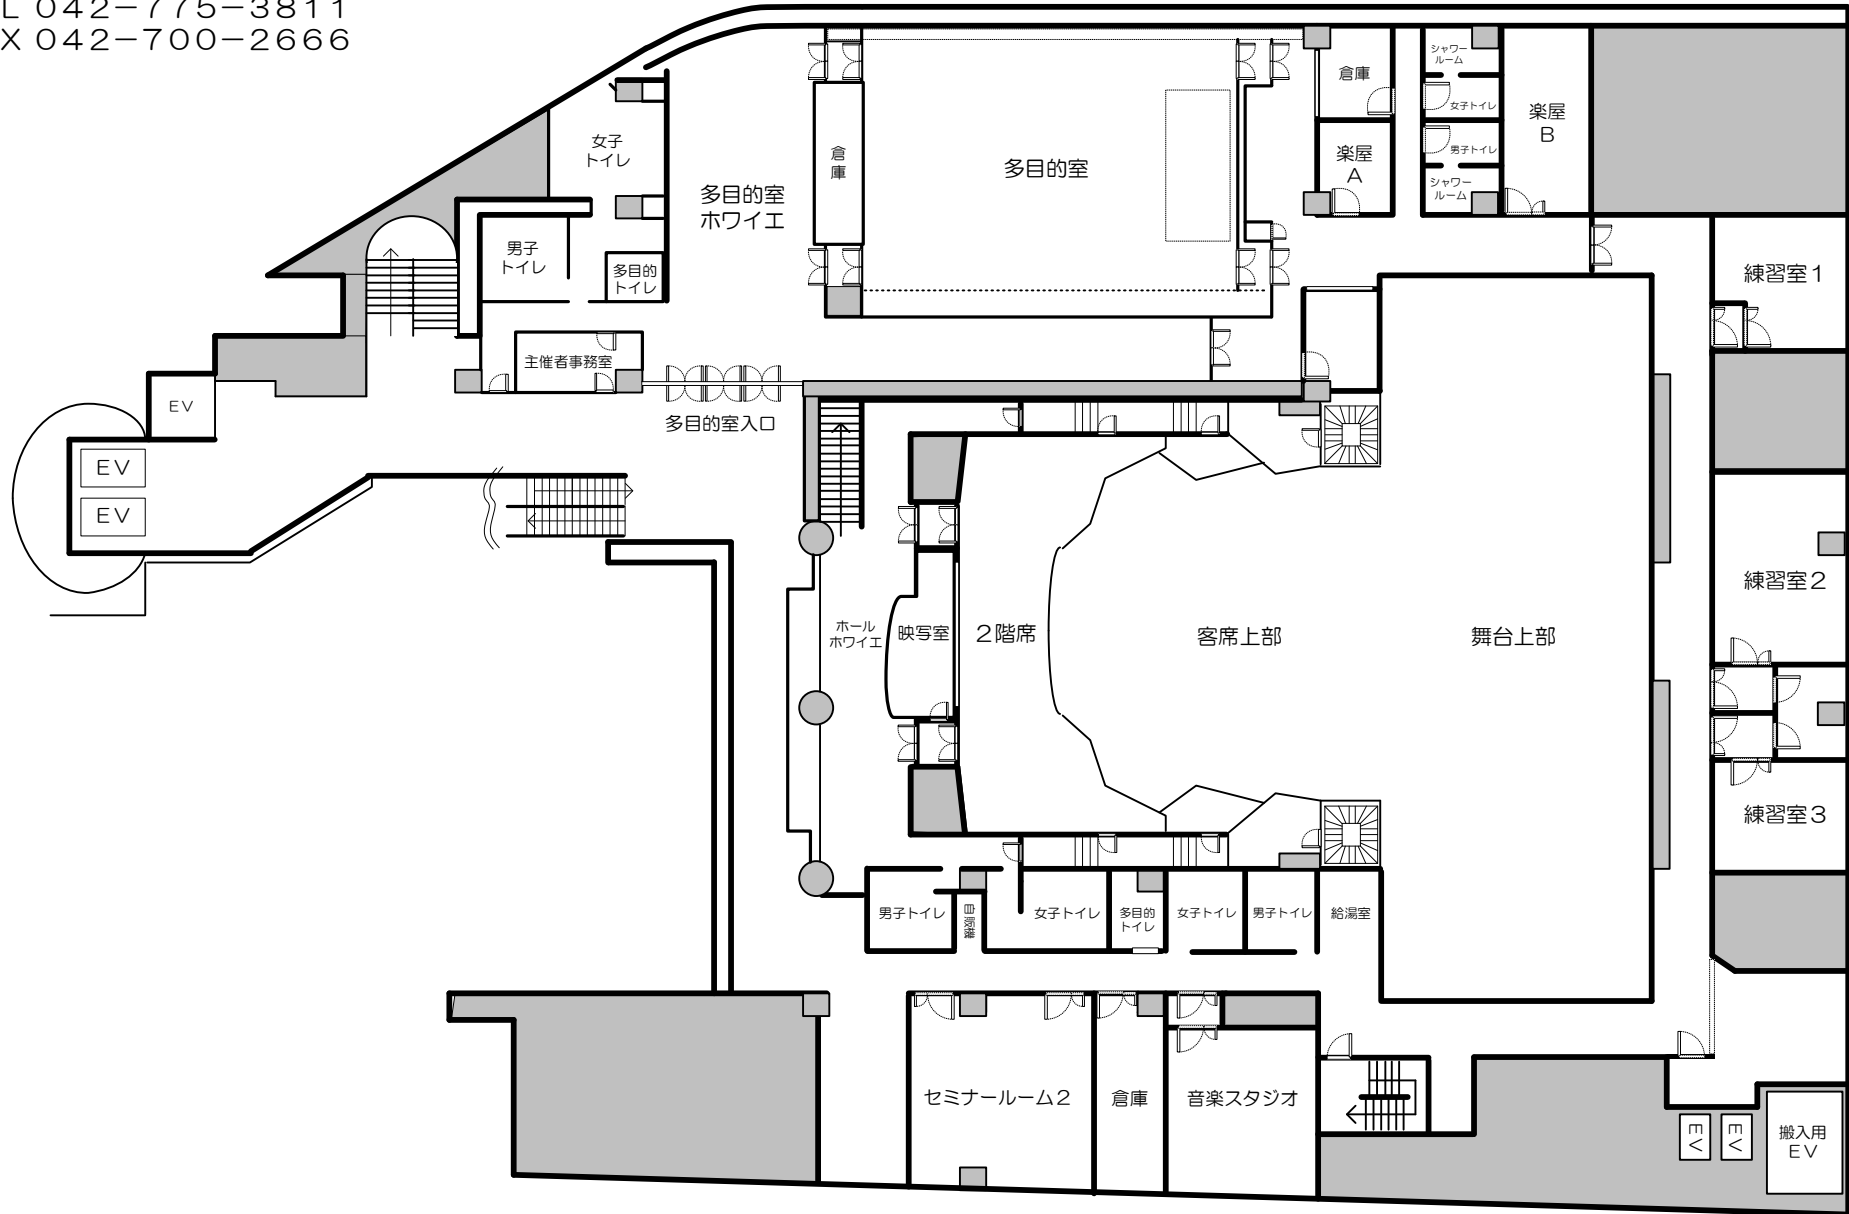 L 042-775-3811
X 042-700-2666
シャワー
ルーム
倉庫
女子トイレ
楽屋
B
女子
トイレ
倉
庫
多目的室
楽屋
A
男子トイレ
シャワー
ルーム
多目的室
ホワイエ
男子
トイレ
多目的
トイレ
練習室1
主催者事務室
EV
多目的室入口
EV
EV
練習室2
ホール
ホワイエ
映写室
2階席
客席上部
舞台上部
練習室3
男子トイレ
自販機
女子トイレ
多目的
トイレ
女子トイレ
男子トイレ
給湯室
セミナールーム2
倉庫
音楽スタジオ
EV
EV
搬入用
EV